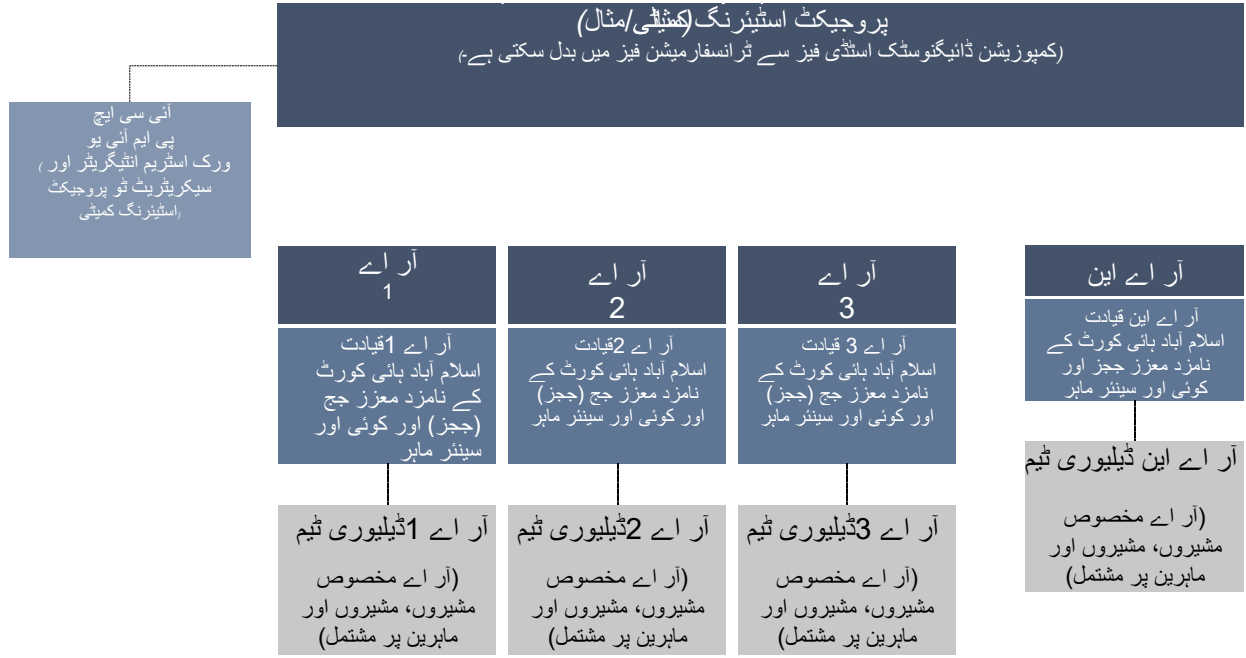 پروجیکٹ اسٹیئرنگ کمیٹی/مثال)
(کمپوزیشن ڈائیگنوسٹک اسٹڈی فیز سے ٹرانسفارمیشن فیز میں بدل سکتی ہے۔)
آئی سی ایچ
پی ایم آئی یو
ورک اسٹریم انٹیگریٹر اور )
سیکریٹریٹ ٹو پروجیکٹ
(اسٹیئرنگ کمیٹی
آر اے
1
آر اے 1قیادت
اسلام آباد ہائی کورٹ
کے نامزد معزز جج
(ججز) اور کوئی اور
سینئر ماہر
آر اے 1ڈیلیوری ٹیم
(آر اے مخصوص
مشیروں، مشیروں اور
ماہرین پر مشتمل)
آر اے
2
آر اے 2قیادت
اسلام آباد ہائی کورٹ کے
نامزد معزز جج (ججز)
اور کوئی اور سینئر ماہر
آر اے 2ڈیلیوری ٹیم
(آر اے مخصوص
مشیروں، مشیروں اور
ماہرین پر مشتمل)
آر اے
3
آر اے 3 قیادت
اسلام آباد ہائی کورٹ کے
نامزد معزز جج (ججز)
اور کوئی اور سینئر ماہر
آر اے 3ڈیلیوری ٹیم
(آر اے مخصوص
مشیروں، مشیروں اور
ماہرین پر مشتمل)
آر اے این
آر اے این قیادت
اسلام آباد ہائی کورٹ کے
نامزد معزز ججز اور
کوئی اور سینئر ماہر
آر اے این ڈیلیوری ٹیم
(آر اے مخصوص
مشیروں، مشیروں اور
ماہرین پر مشتمل)